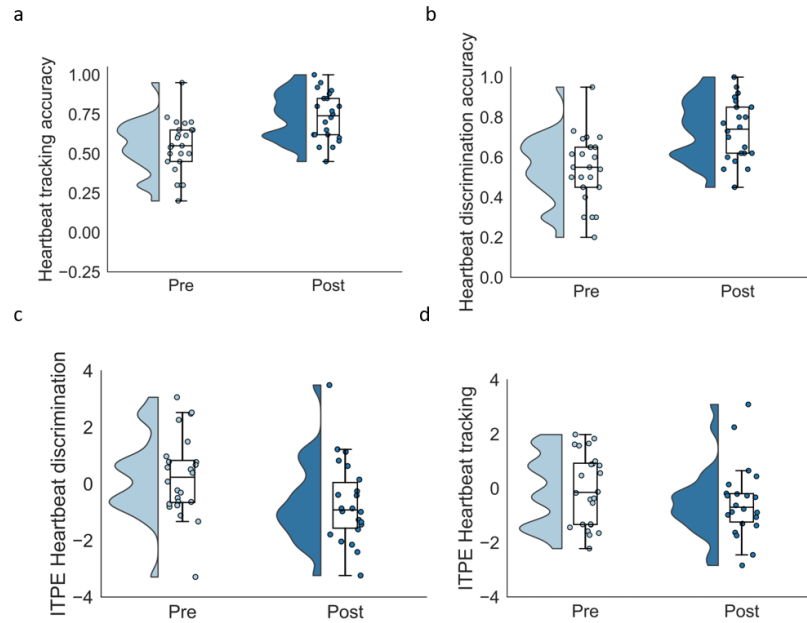 a
Heartbeat tracking accuracy
1.00
0.75
0.50
0.25
0.00
−0.25
Pre
Post
b
Heartbeat discrimination accuracy
1.0
0.8
0.6
0.4
0.2
0.0
Pre
Post
c
ITPE Heartbeat discrimination
4
2
0
−2
−4
Pre
Post
d
ITPE Heartbeat tracking
4
2
0
−2
−4
Pre
Post